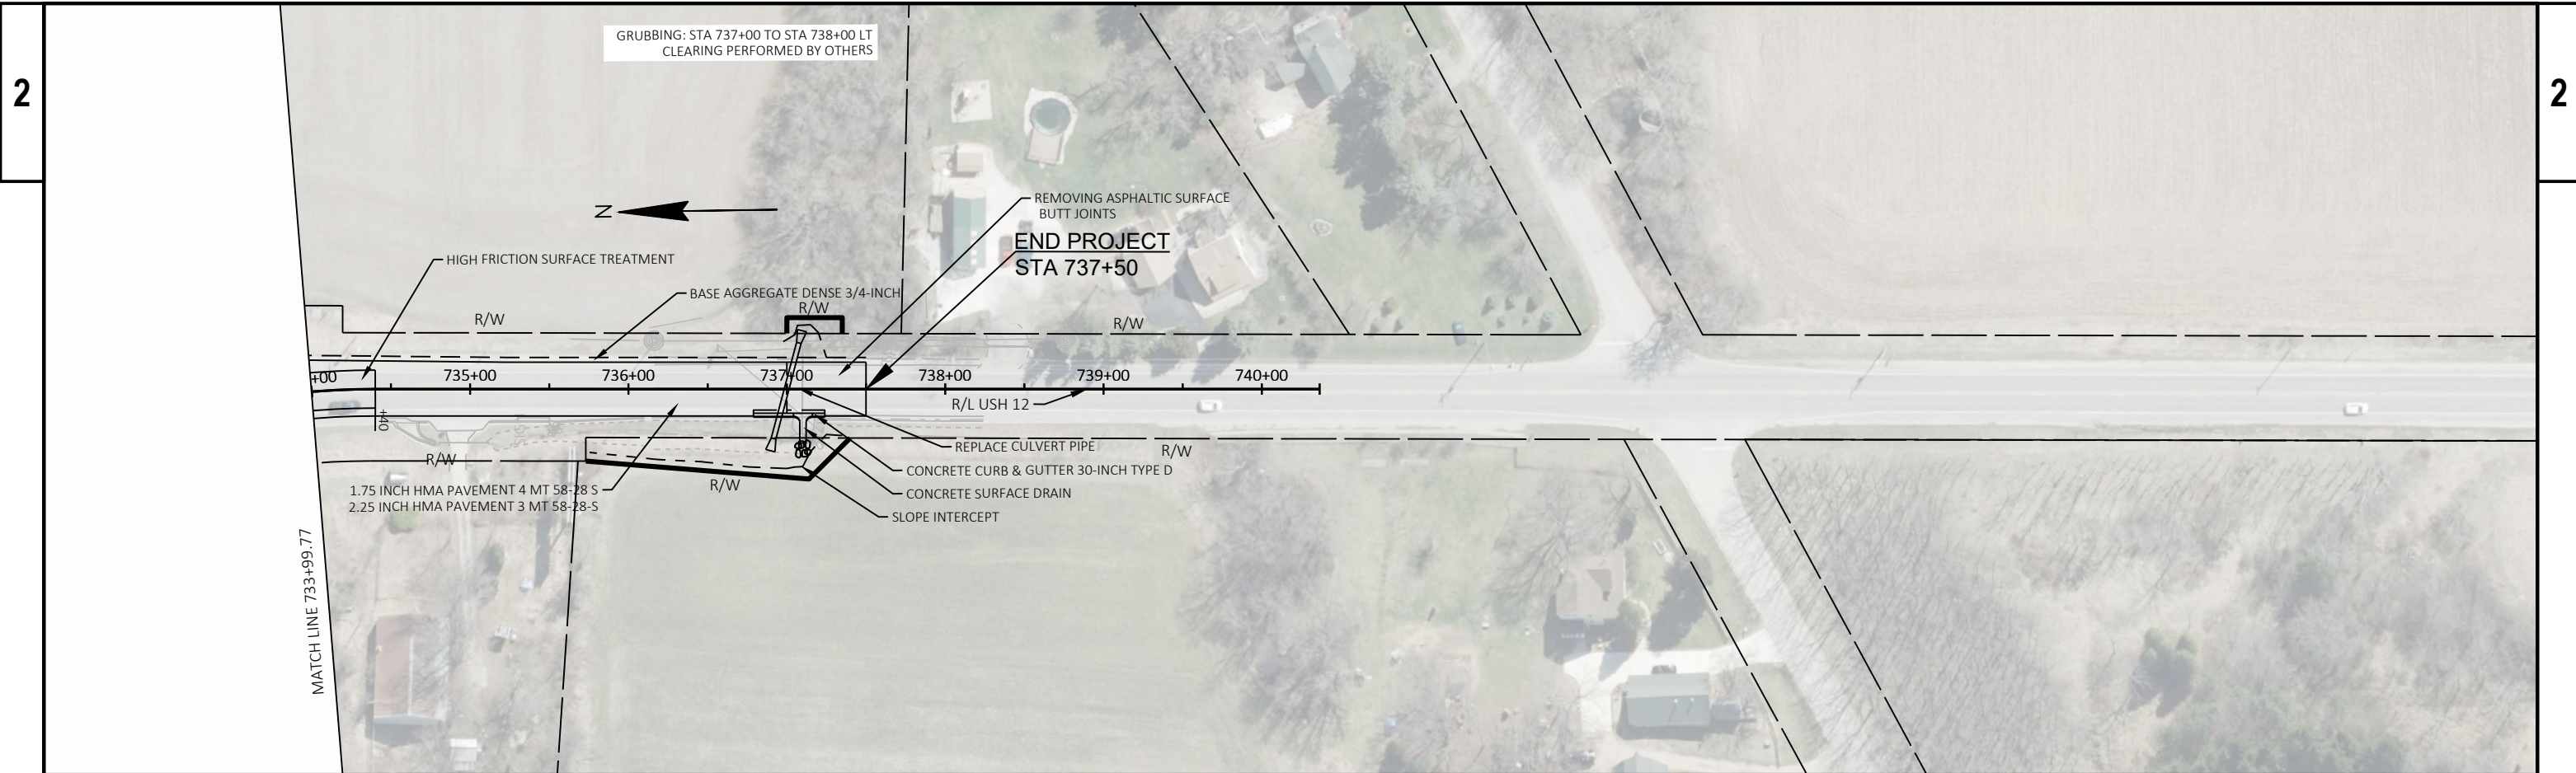 2
2
GRUBBING: STA 737+00 TO STA 738+00 LT
CLEARING PERFORMED BY OTHERS
N
REMOVING ASPHALTIC SURFACE
BUTT JOINTS
END PROJECT
STA 737+50
HIGH FRICTION SURFACE TREATMENT
BASE AGGREGATE DENSE 3/4-INCH
R/W
R/W
R/W
+00
735+00
736+00
737+00
738+00
739+00
740+00
R/L USH 12
+40
REPLACE CULVERT PIPE
R/W
R/W
CONCRETE CURB & GUTTER 30-INCH TYPE D
R/W
1.75 INCH HMA PAVEMENT 4 MT 58-28 S
2.25 INCH HMA PAVEMENT 3 MT 58-28-S
CONCRETE SURFACE DRAIN
SLOPE INTERCEPT
MATCH LINE 733+99.77